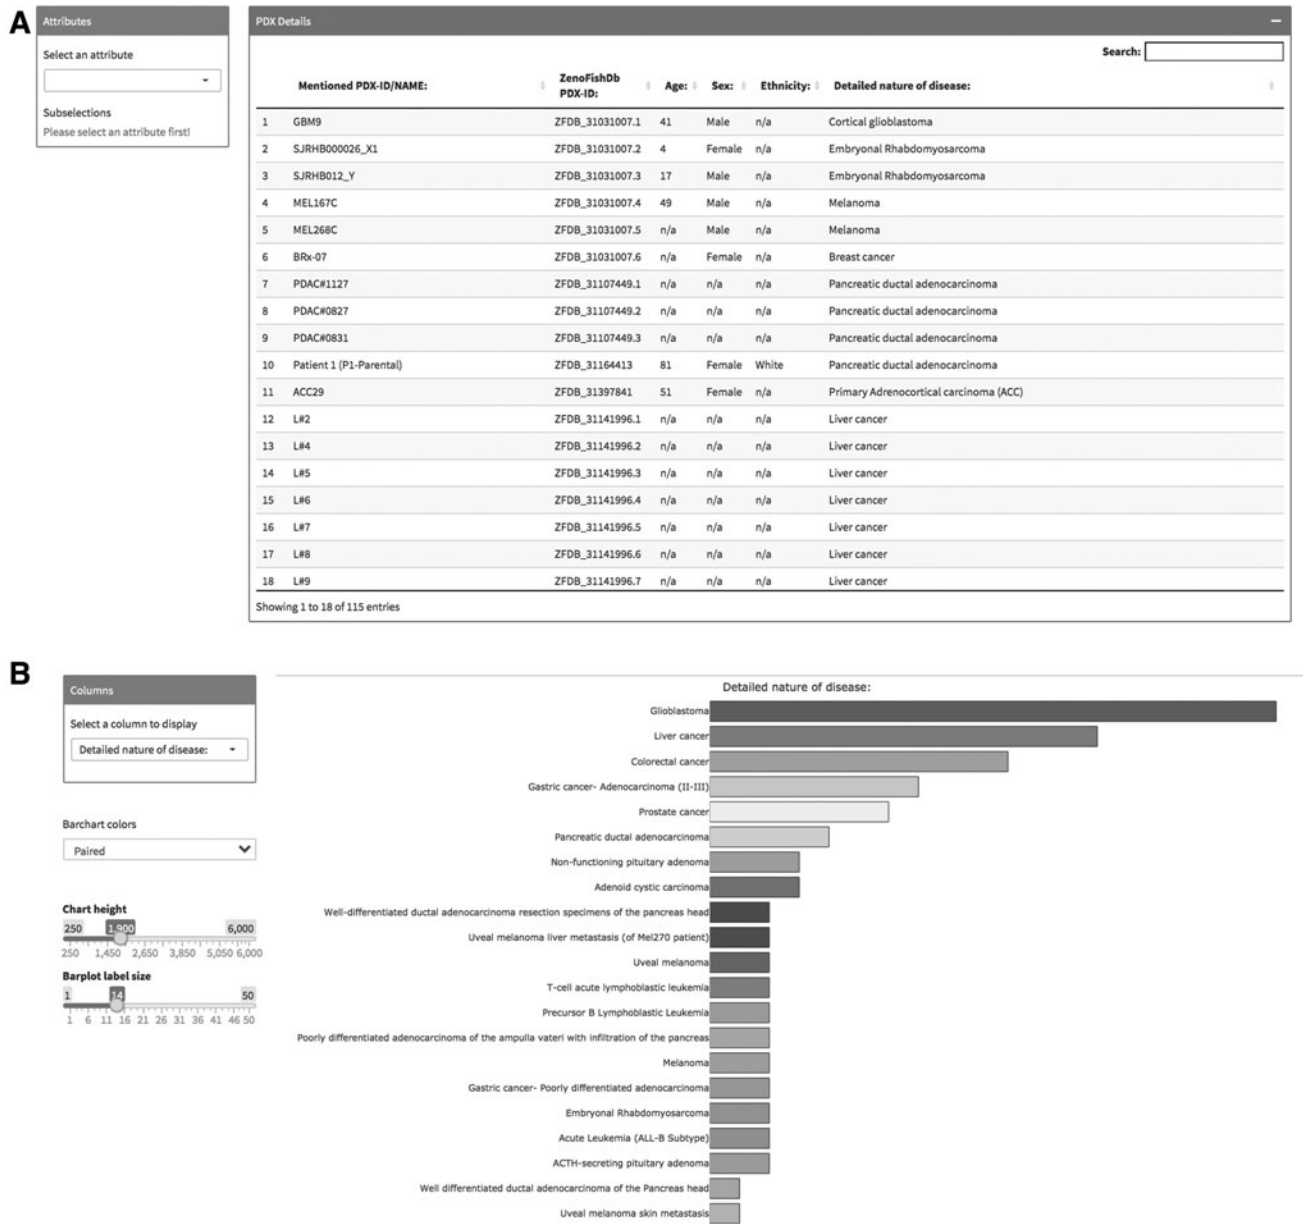 A
Attributes
Select an attribute
Subselections
Please select an attribute first!
PDX Details
Search:
Mentioned PDX-ID/NAME: ZenoFishDb PDX-ID: Age: Sex: Ethnicity: Detailed nature of disease:
1 GBM9 ZFDB_31031007.1 41 Male n/a Cortical glioblastoma
2 SJRHB000026_X1 ZFDB_31031007.2 4 Female n/a Embryonal Rhabdomyosarcoma
3 SJRHB012_Y ZFDB_31031007.3 17 Male n/a Embryonal Rhabdomyosarcoma
4 MEL167C ZFDB_31031007.4 49 Male n/a Melanoma
5 MEL268C ZFDB_31031007.5 n/a Male n/a Melanoma
6 BRx-07 ZFDB_31031007.6 n/a Female n/a Breast cancer
7 PDAC#1127 ZFDB_31107449.1 n/a n/a n/a Pancreatic ductal adenocarcinoma
8 PDAC#0827 ZFDB_31107449.2 n/a n/a n/a Pancreatic ductal adenocarcinoma
9 PDAC#0831 ZFDB_31107449.3 n/a n/a n/a Pancreatic ductal adenocarcinoma
10 Patient 1 (P1-Parental) ZFDB_31164413 81 Female White Pancreatic ductal adenocarcinoma
11 ACC29 ZFDB_31397841 51 Female n/a Primary Adrenocortical carcinoma (ACC)
12 L#2 ZFDB_31141996.1 n/a n/a n/a Liver cancer
13 L#4 ZFDB_31141996.2 n/a n/a n/a Liver cancer
14 L#5 ZFDB_31141996.3 n/a n/a n/a Liver cancer
15 L#6 ZFDB_31141996.4 n/a n/a n/a Liver cancer
16 L#7 ZFDB_31141996.5 n/a n/a n/a Liver cancer
17 L#8 ZFDB_31141996.6 n/a n/a n/a Liver cancer
18 L#9 ZFDB_31141996.7 n/a n/a n/a Liver cancer
Showing 1 to 18 of 115 entries
B
Columns
Select a column to display
Detailed nature of disease:
Barchart colors
Paired
Chart height
250 1,900 6,000
250 1,450 2,650 3,850 5,050 6,000
Barplot label size
1 14 50
1 6 11 16 21 26 31 36 41 46 50
Detailed nature of disease:
Glioblastoma
Liver cancer
Colorectal cancer
Gastric cancer- Adenocarcinoma (II-III)
Prostate cancer
Pancreatic ductal adenocarcinoma
Non-functioning pituitary adenoma
Adenoid cystic carcinoma
Well-differentiated ductal adenocarcinoma resection specimens of the pancreas head
Uveal melanoma liver metastasis (of Mel270 patient)
Uveal melanoma
T-cell acute lymphoblastic leukemia
Precursor B Lymphoblastic Leukemia
Poorly differentiated adenocarcinoma of the ampulla vateri with infiltration of the pancreas
Melanoma
Gastric cancer- Poorly differentiated adenocarcinoma
Embryonal Rhabdomyosarcoma
Acute Leukemia (ALL-B Subtype)
ACTH-secreting pituitary adenoma
Well differentiated ductal adenocarcinoma of the Pancreas head
Uveal melanoma skin metastasis